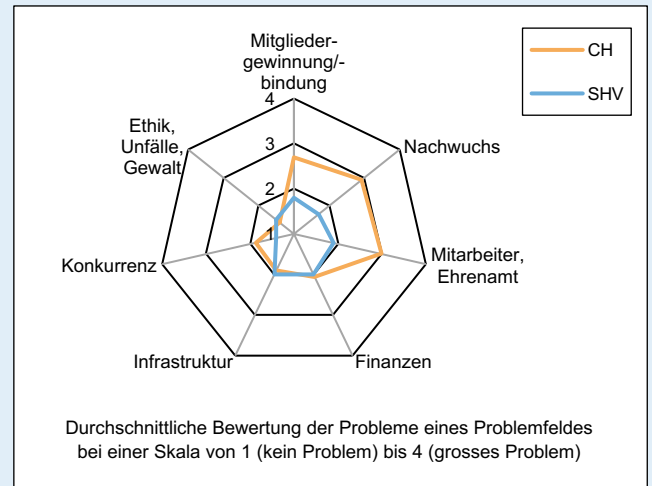 Mitglieder-
gewinnung/-
bindung
CH
SHV
4
3
2
1
Ethik,
Unfälle,
Gewalt
Nachwuchs
Konkurrenz
Mitarbeiter,
Ehrenamt
Infrastruktur
Finanzen
Durchschnittliche Bewertung der Probleme eines Problemfeldes
bei einer Skala von 1 (kein Problem) bis 4 (grosses Problem)